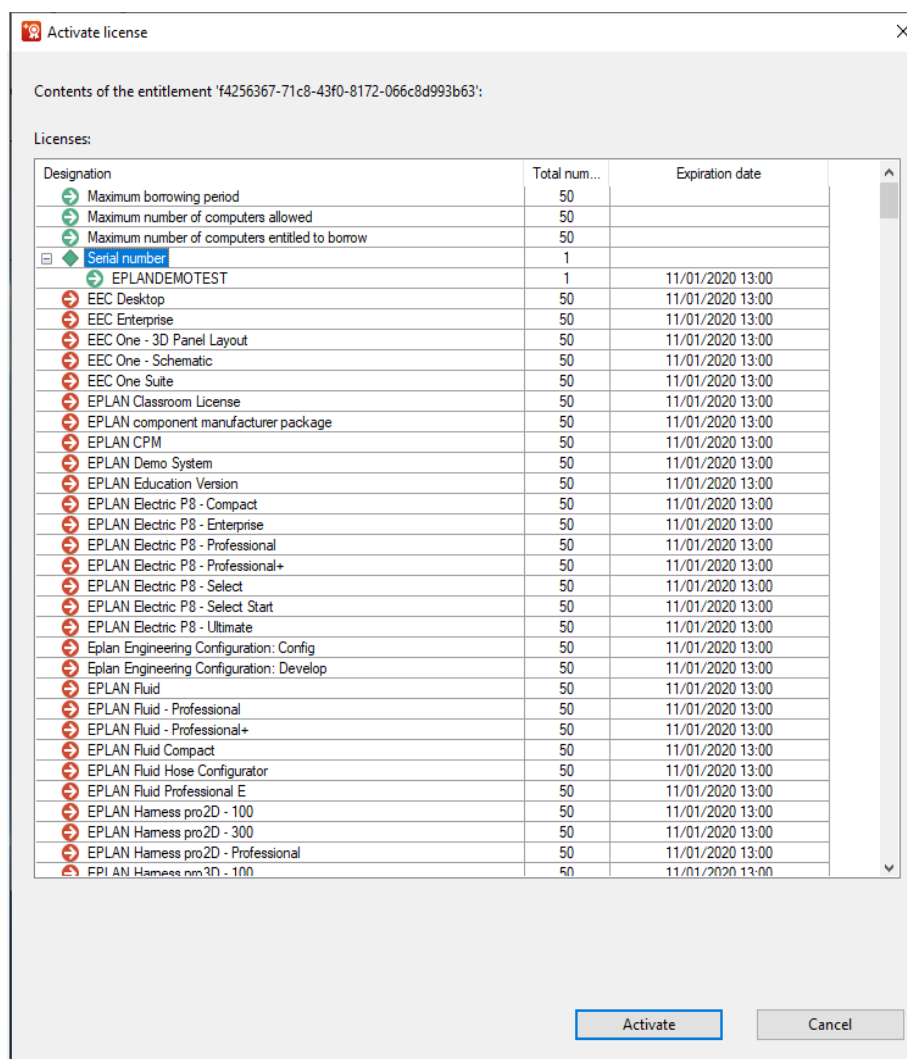 Activate license
Contents of the entitlement 'f4256367-71c8-43f0-8172-066c8d993b63':
Licenses:
Designation Total num... Expiration date
Maximum borrowing period 50
Maximum number of computers allowed 50
Maximum number of computers entitled to borrow 50
Serial number 1
EPLANDEMOTEST 1 11/01/2020 13:00
EEC Desktop 50 11/01/2020 13:00
EEC Enterprise 50 11/01/2020 13:00
EEC One - 3D Panel Layout 50 11/01/2020 13:00
EEC One - Schematic 50 11/01/2020 13:00
EEC One Suite 50 11/01/2020 13:00
EPLAN Classroom License 50 11/01/2020 13:00
EPLAN component manufacturer package 50 11/01/2020 13:00
EPLAN CPM 50 11/01/2020 13:00
EPLAN Demo System 50 11/01/2020 13:00
EPLAN Education Version 50 11/01/2020 13:00
EPLAN Electric P8 - Compact 50 11/01/2020 13:00
EPLAN Electric P8 - Enterprise 50 11/01/2020 13:00
EPLAN Electric P8 - Professional 50 11/01/2020 13:00
EPLAN Electric P8 - Professional+ 50 11/01/2020 13:00
EPLAN Electric P8 - Select 50 11/01/2020 13:00
EPLAN Electric P8 - Select Start 50 11/01/2020 13:00
EPLAN Electric P8 - Ultimate 50 11/01/2020 13:00
Eplan Engineering Configuration: Config 50 11/01/2020 13:00
Eplan Engineering Configuration: Develop 50 11/01/2020 13:00
EPLAN Fluid 50 11/01/2020 13:00
EPLAN Fluid - Professional 50 11/01/2020 13:00
EPLAN Fluid - Professional+ 50 11/01/2020 13:00
EPLAN Fluid Compact 50 11/01/2020 13:00
EPLAN Fluid Hose Configurator 50 11/01/2020 13:00
EPLAN Fluid Professional E 50 11/01/2020 13:00
EPLAN Harness pro2D - 100 50 11/01/2020 13:00
EPLAN Harness pro2D - 300 50 11/01/2020 13:00
EPLAN Harness pro2D - Professional 50 11/01/2020 13:00
EPLAN Harness pro3D - 100 50 11/01/2020 13:00
Activate Cancel